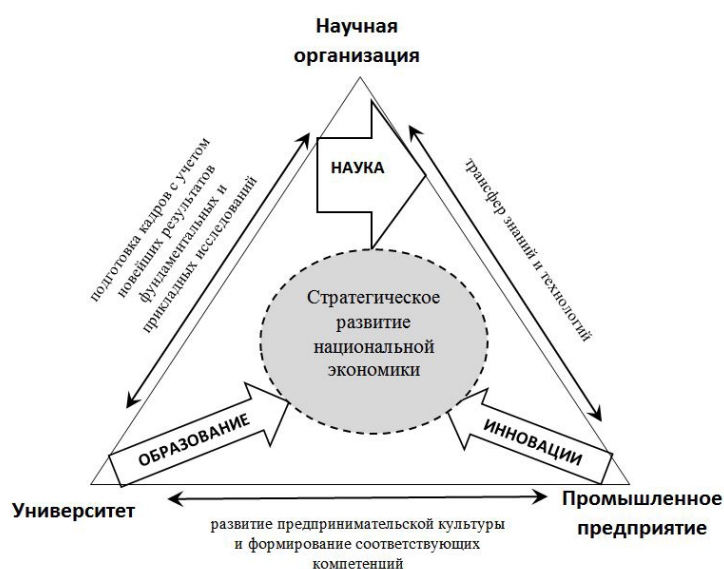 Научная
организация
подготовка кадров с учетом
новейших результатов
фундаментальных и
прикладных исследований
НАУКА
трансфер знаний и технологий
Стратегическое
развитие
национальной
экономики
ОБРАЗОВАНИЕ
ИННОВАЦИИ
Университет
Промышленное
предприятие
развитие предпринимательской культуры
и формирование соответствующих
компетенций